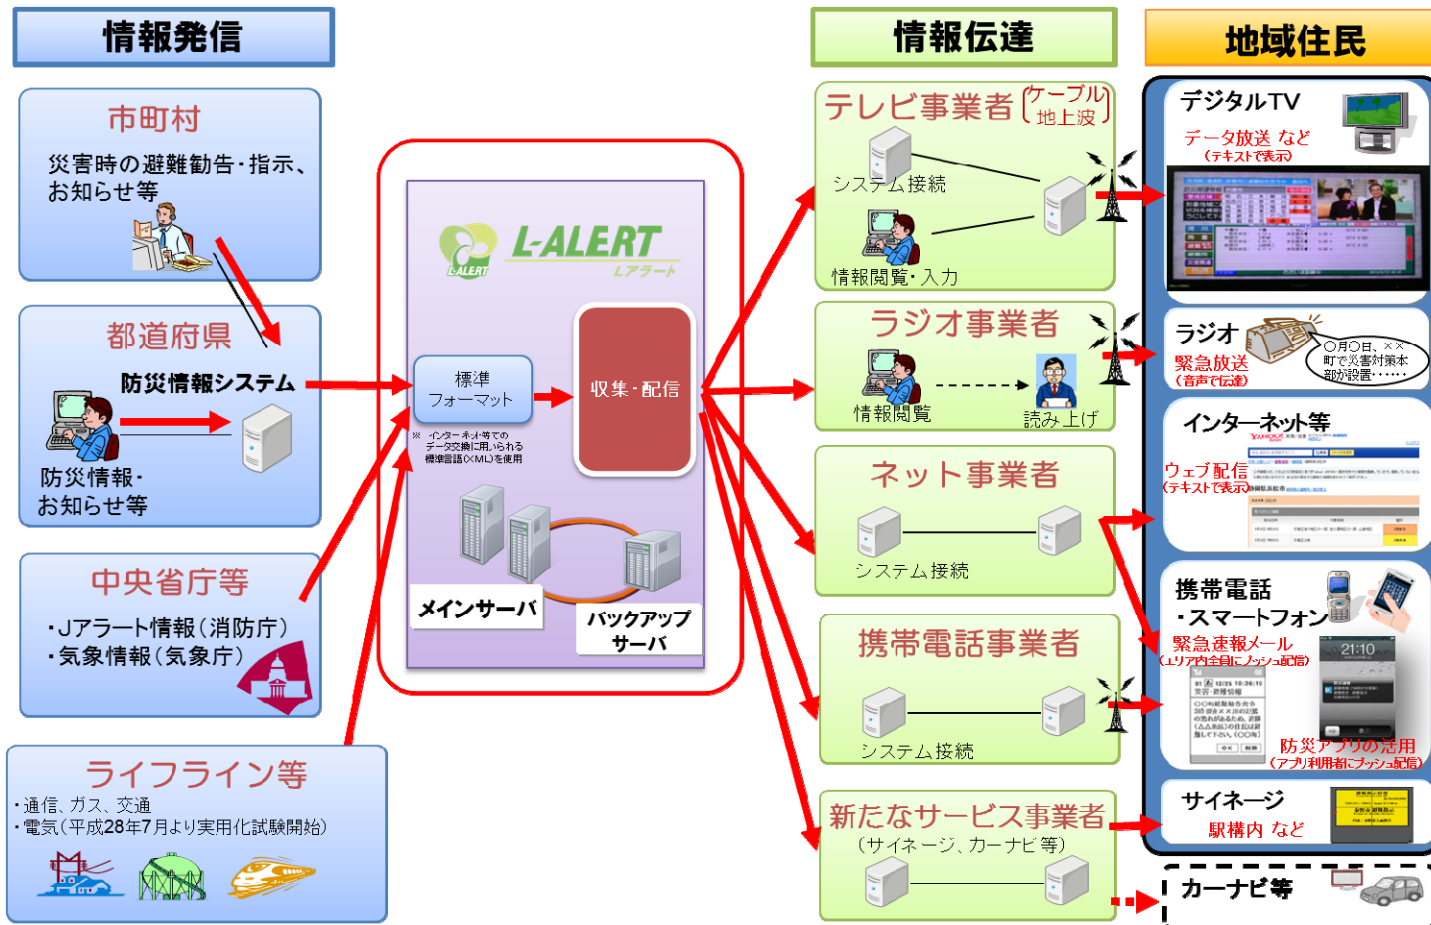 情報発信
市町村
災害時の避難勧告・指示、
お知らせ等
都道府県
防災情報システム
防災情報・
お知らせ等
中央省庁等
・Jアラート情報(消防庁)
・気象情報(気象庁)
ライフライン等
・通信、ガス、交通
・電気(平成28年7月より実用化試験開始)
L-ALERT
L-ALERT
Lアラート
標準
フォーマット
収集・配信
※ インターネット等での
データ交換に用いられる
標準言語(XML)を使用
メインサーバ
バックアップ
サーバ
情報伝達
テレビ事業者
ケーブル
地上波
システム接続
情報閲覧・入力
ラジオ事業者
情報閲覧
読み上げ
ネット事業者
システム接続
携帯電話事業者
システム接続
新たなサービス事業者
(サイネージ、カーナビ等)
地域住民
デジタルTV
データ放送 など
(テキストで表示)
ラジオ
緊急放送
(音声で伝達)
○月○日、××
町で災害対策本
部が設置・・・・・・
インターネット等
YAHOO!
ウェブ配信
(テキストで表示)
静岡県浜松市
携帯電話
・スマートフォン
緊急速報メール
(エリア内全員にプッシュ配信)
12/25 10:36:10
災害・避難情報
21:10
防災アプリの活用
(アプリ利用者にプッシュ配信)
サイネージ
駅構内 など
カーナビ等